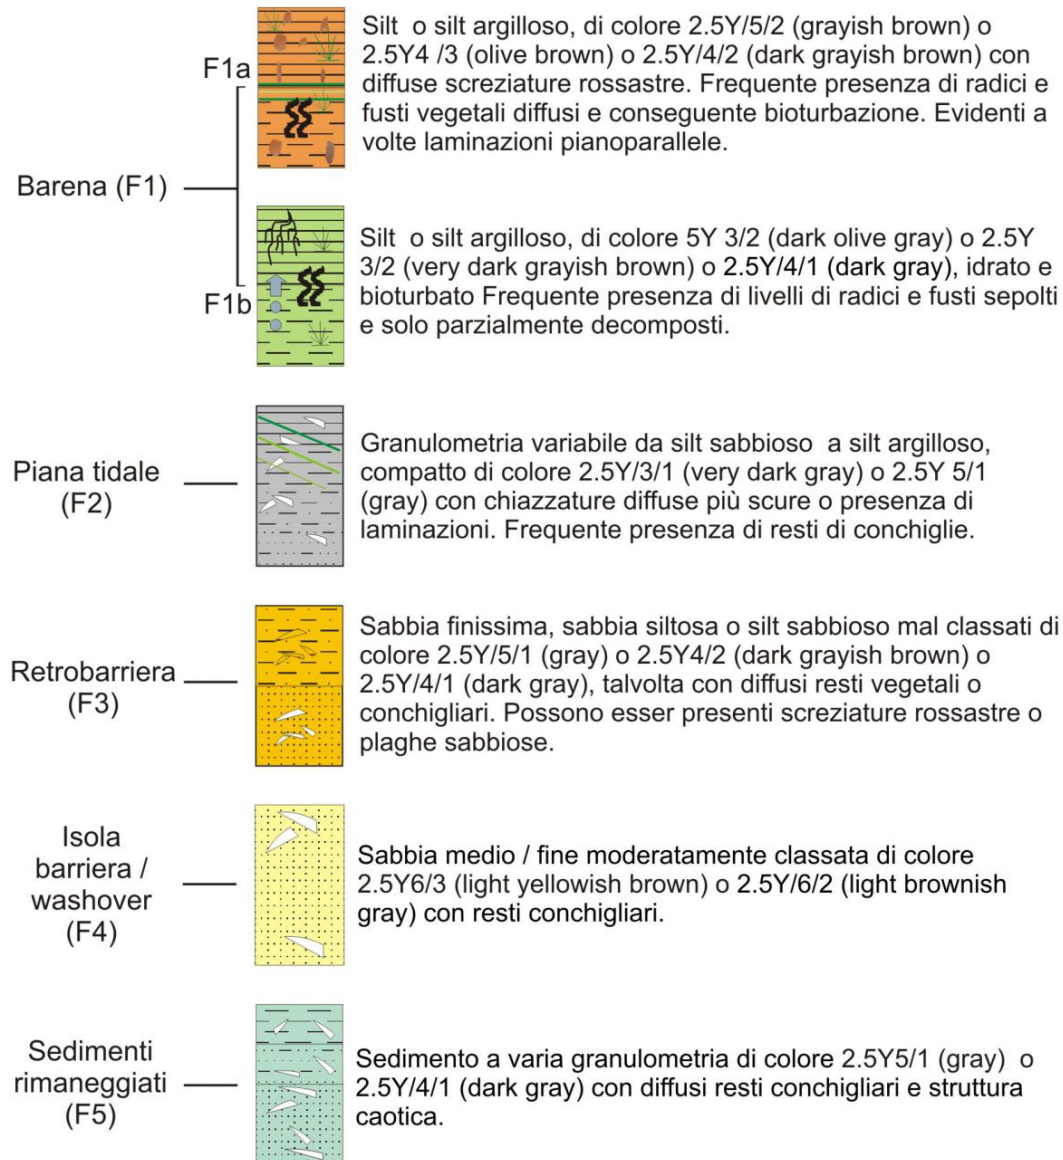 F1a
Silt o silt argilloso, di colore 2.5Y/5/2 (grayish brown) o
2.5Y4 /3 (olive brown) o 2.5Y/4/2 (dark grayish brown) con
diffuse screziature rossastre. Frequente presenza di radici e
fusti vegetali diffusi e conseguente bioturbazione. Evidenti a
volte laminazioni pianoparallele.
Barena (F1)
F1b
Silt o silt argilloso, di colore 5Y 3/2 (dark olive gray) o 2.5Y
3/2 (very dark grayish brown) o 2.5Y/4/1 (dark gray), idrato e
bioturbato Frequente presenza di livelli di radici e fusti sepolti
e solo parzialmente decomposti.
Piana tidale
(F2)
Granulometria variabile da silt sabbioso a silt argilloso,
compatto di colore 2.5Y/3/1 (very dark gray) o 2.5Y 5/1
(gray) con chiazzature diffuse più scure o presenza di
laminazioni. Frequente presenza di resti di conchiglie.
Retrobarriera
(F3)
Sabbia finissima, sabbia siltosa o silt sabbioso mal classati di
colore 2.5Y/5/1 (gray) o 2.5Y4/2 (dark grayish brown) o
2.5Y/4/1 (dark gray), talvolta con diffusi resti vegetali o
conchigliari. Possono esser presenti screziature rossastre o
plaghe sabbiose.
Isola
barriera /
washover
(F4)
Sabbia medio / fine moderatamente classata di colore
2.5Y6/3 (light yellowish brown) o 2.5Y/6/2 (light brownish
gray) con resti conchigliari.
Sedimenti
rimaneggiati
(F5)
Sedimento a varia granulometria di colore 2.5Y5/1 (gray) o
2.5Y/4/1 (dark gray) con diffusi resti conchigliari e struttura
caotica.